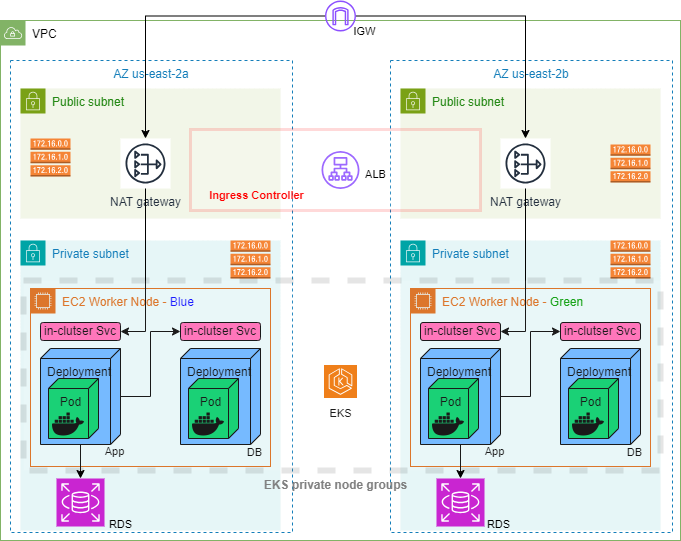 IGW
VPC
AZ us-east-2a
AZ us-east-2b
Public subnet
Public subnet
172.16.0.0
172.16.1.0
172.16.2.0
172.16.0.0
172.16.1.0
172.16.2.0
ALB
Ingress Controller
NAT gateway
NAT gateway
Private subnet
172.16.0.0
172.16.1.0
172.16.2.0
Private subnet
172.16.0.0
172.16.1.0
172.16.2.0
EC2 Worker Node - Blue
EC2 Worker Node - Green
in-clutser Svc
in-clutser Svc
in-clutser Svc
in-clutser Svc
Deployment
Deployment
Deployment
Deployment
Pod
Pod
Pod
Pod
EKS
App
DB
App
DB
EKS private node groups
RDS
RDS